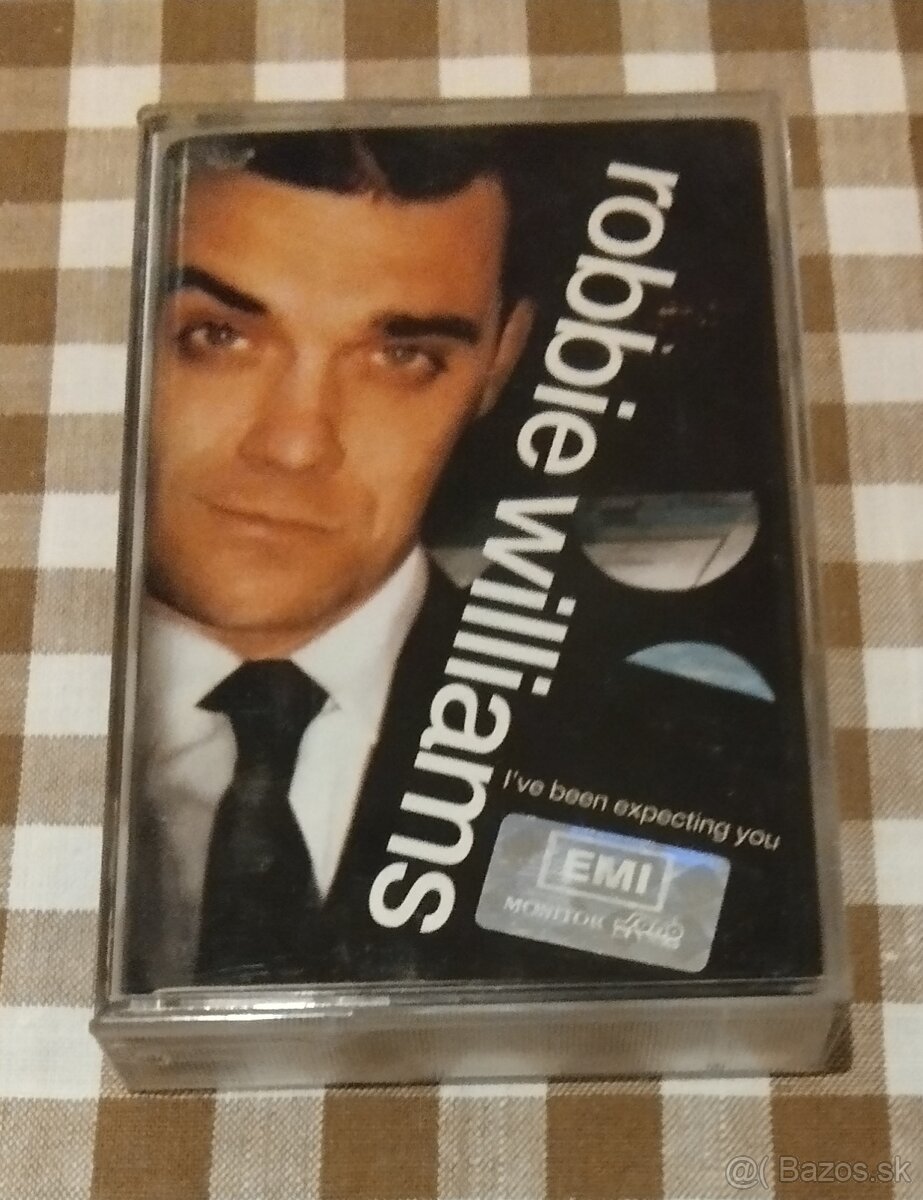 robbie williams
I've been expecting you
EMI
MONITOR
@( Bazos.sk